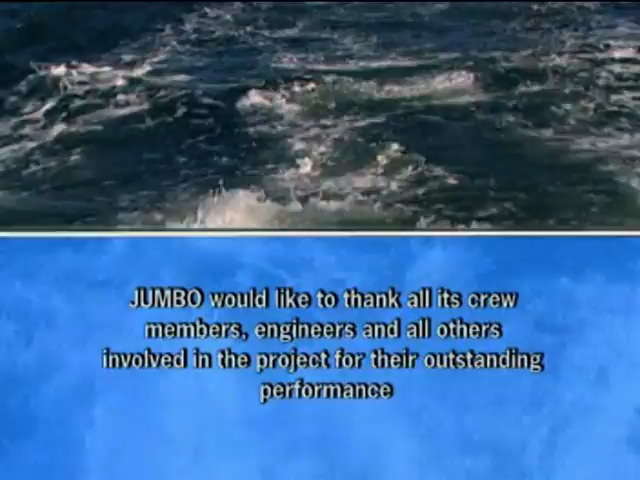 JUMBO would like to thank all its crew
members, engineers and all others
involved in the project for their outstanding
performance